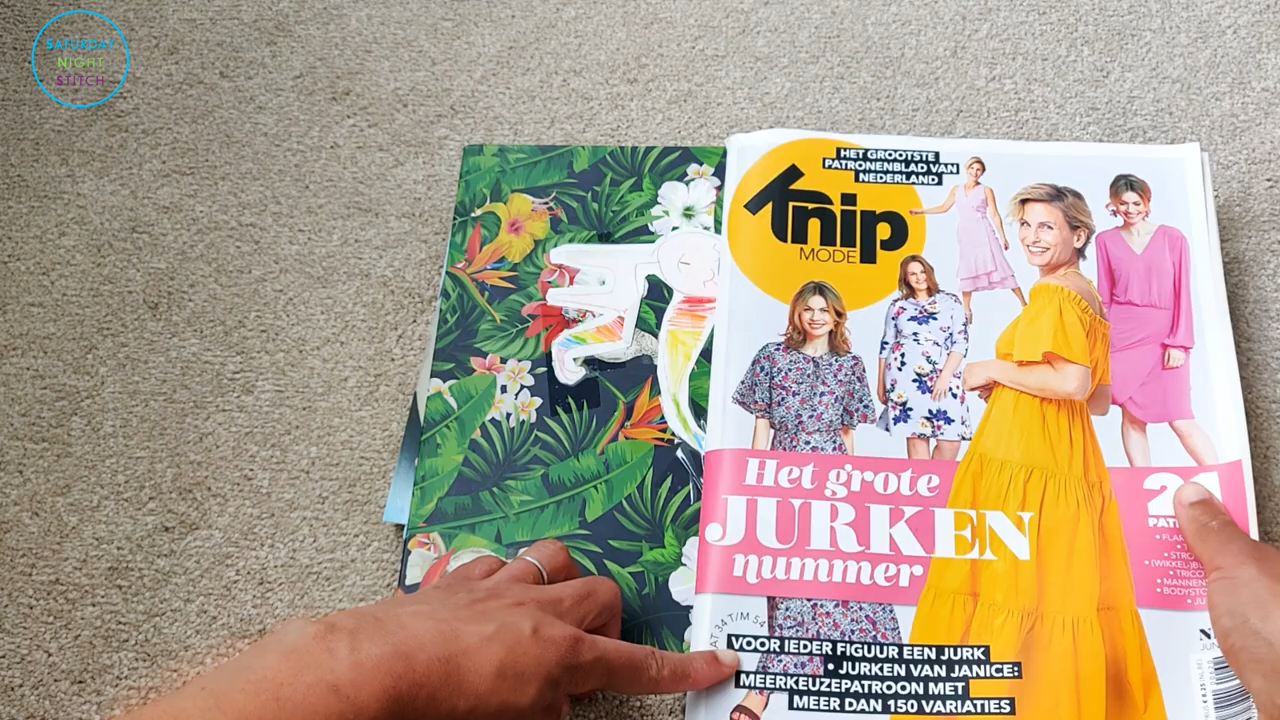 SATURDAY
NIGHT
STITCH
HET GROOTSTE
PATRONENBLAD VAN
NEDERLAND
Knip
MODE
Het grote
JURKEN
nummer
T/M 54
VOOR IEDER FIGUUR EEN JURK
• JURKEN VAN JANICE:
MEERKEUZEPATROON MET
MEER DAN 150 VARIATIES